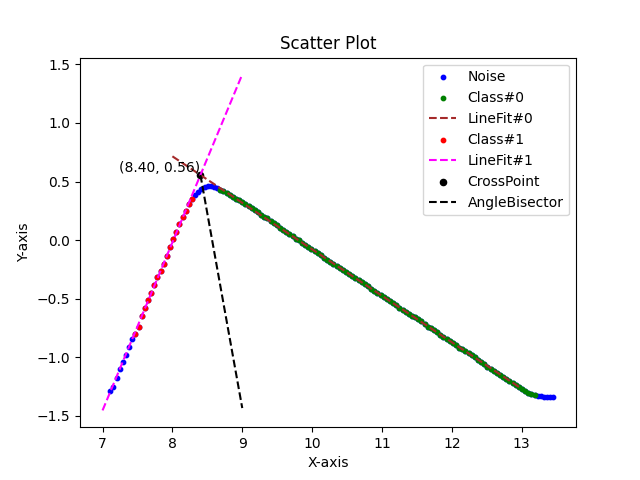 Scatter Plot
Noise
Class#0
LineFit#0
Class#1
LineFit#1
CrossPoint
AngleBisector
(8.40, 0.56)
Y-axis
1.5
1.0
0.5
0.0
−0.5
−1.0
−1.5
7 8 9 10 11 12 13
X-axis